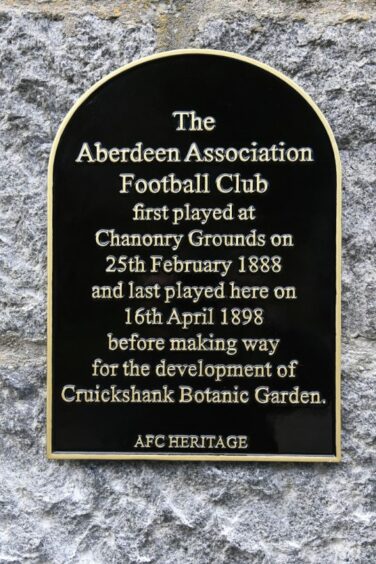 The
Aberdeen Association
Football Club
first played at
Chanonry Grounds on
25th February 1888
and last played here on
16th April 1898
before making way
for the development of
Cruickshank Botanic Garden.
AFC HERITAGE